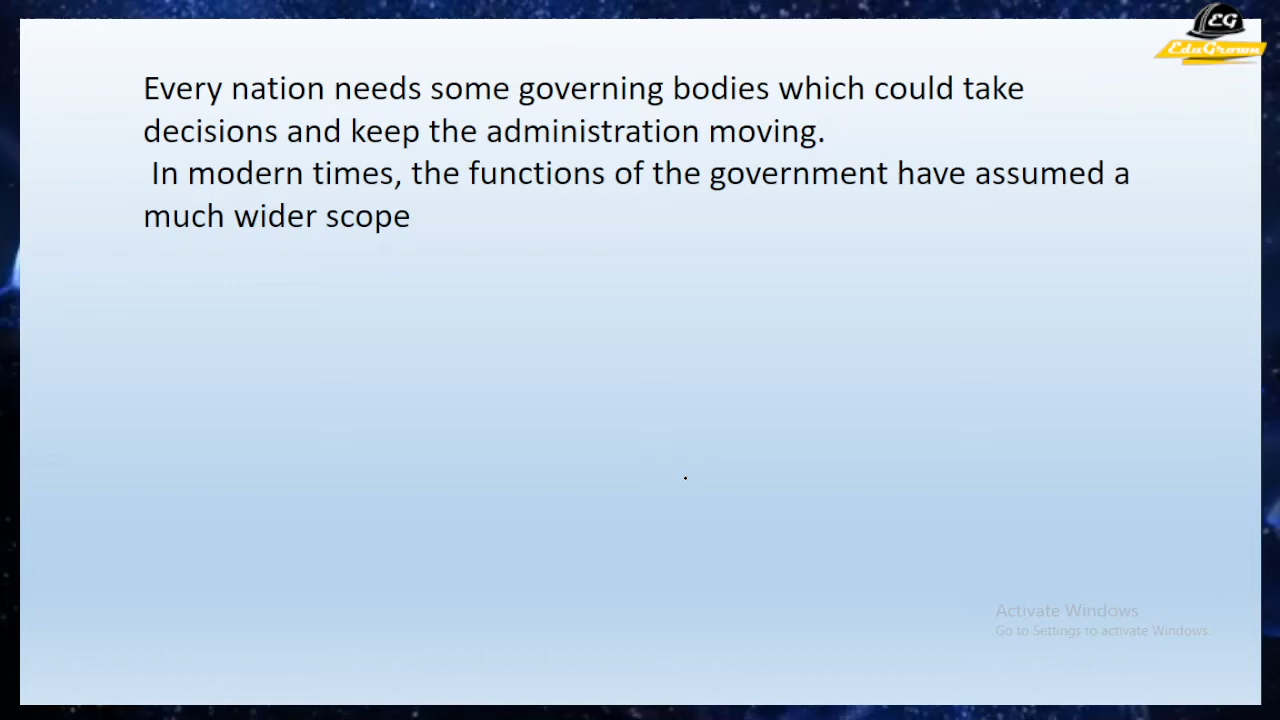 EG
EduGrown
Every nation needs some governing bodies which could take
decisions and keep the administration moving.
In modern times, the functions of the government have assumed a
much wider scope
Activate Windows
Go to Settings to activate Windows.